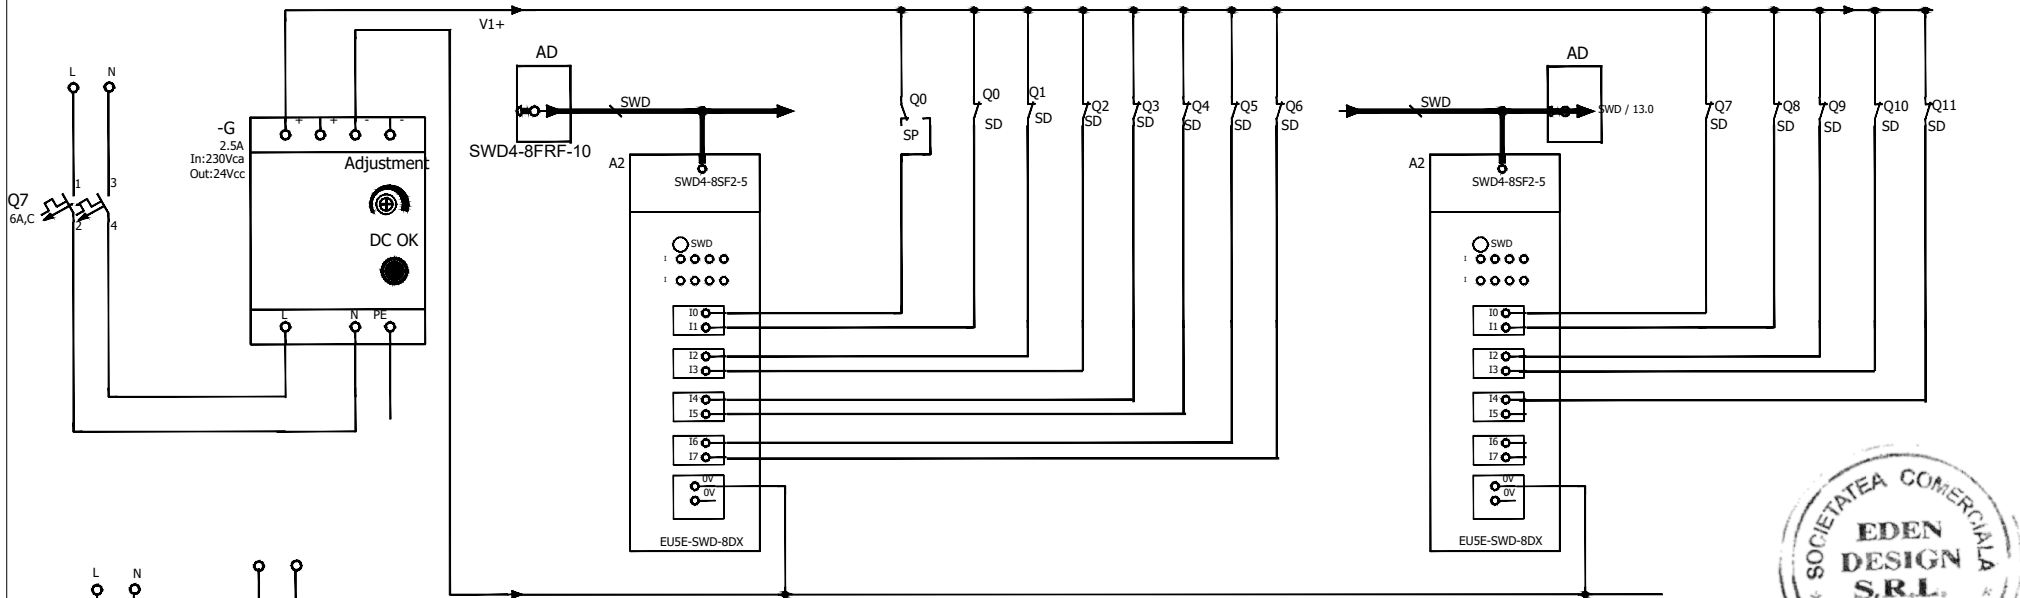 V1+
AD
AD
L N
SWD
Q0
SP
Q0
SD
Q1
SD
Q2
SD
Q3
SD
Q4
SD
Q5
SD
Q6
SD
SWD
SWD / 13.0
Q7
SD
Q8
SD
Q9
SD
Q10
SD
Q11
SD
-G
2.5A
In:230Vca
Out:24Vcc
+ + - -
Adjustment
DC OK
L N PE
SWD4-8FRF-10
Q7
6A,C
1 3
2 4
A2
SWD4-8SF2-5
SWD
I
I
I0
I1
I2
I3
I4
I5
I6
I7
0V
0V
EU5E-SWD-8DX
A2
SWD4-8SF2-5
SWD
I
I
I0
I1
I2
I3
I4
I5
I6
I7
0V
0V
EU5E-SWD-8DX
L N
SOCIETATEA COMERCIALA
EDEN
DESIGN
S.R.L.